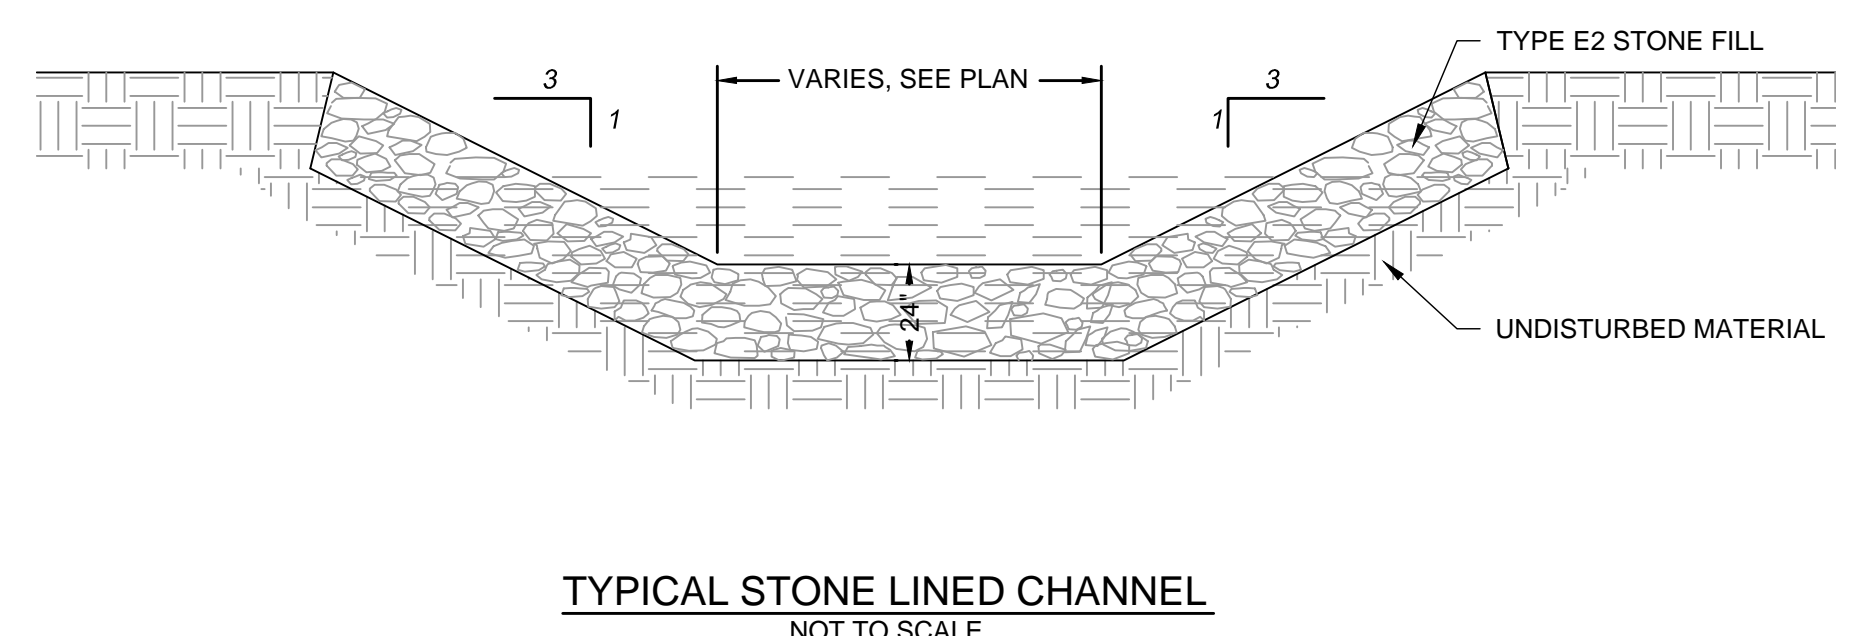 TYPE E2 STONE FILL
3
VARIES, SEE PLAN
3
1
1
24"
UNDISTURBED MATERIAL
TYPICAL STONE LINED CHANNEL
NOT TO SCALE